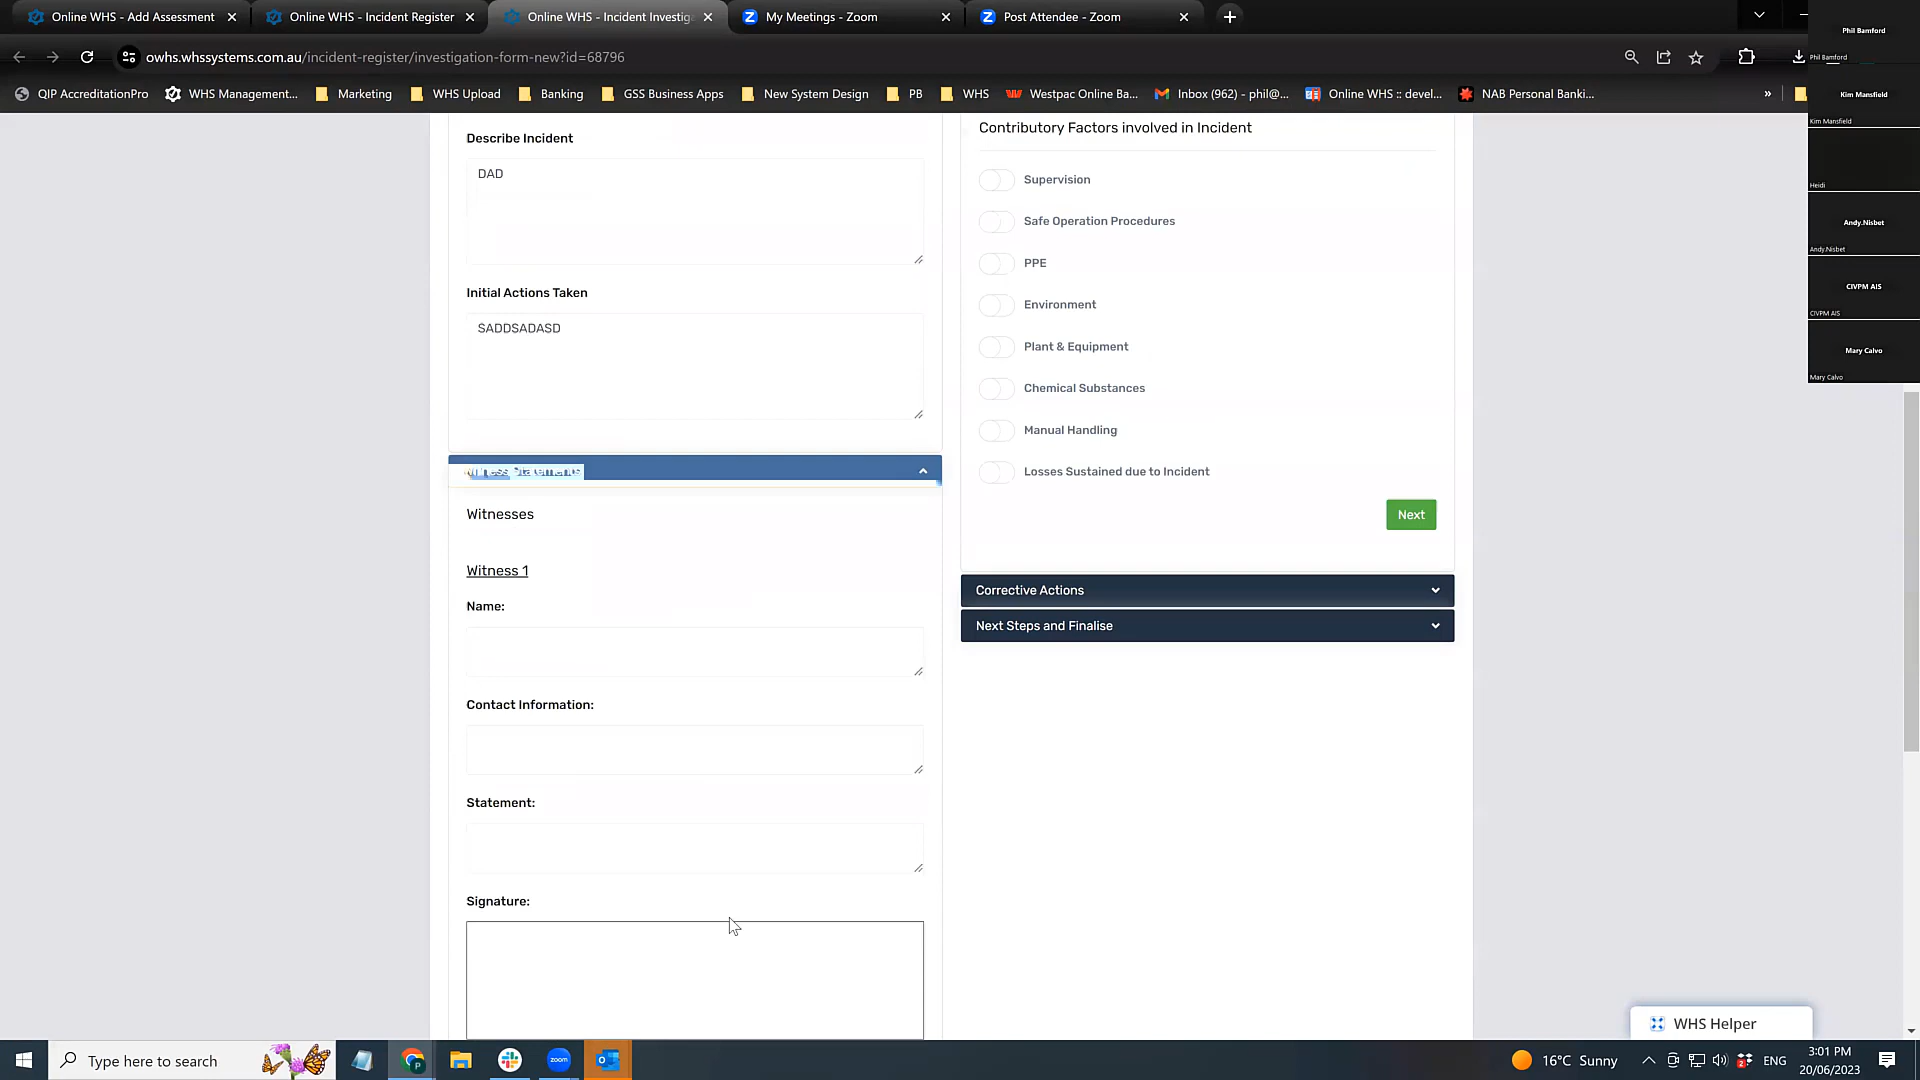 Online WHS - Add Assessment
Online WHS - Incident Register
Online WHS - Incident Investig
My Meetings - Zoom
Post Attendee - Zoom
owhs.whssystems.com.au/incident-register/investigation-form-new?id=68796
QIP AccreditationPro
WHS Management...
Marketing
WHS Upload
Banking
GSS Business Apps
New System Design
PB
WHS
Westpac Online Ba...
Inbox (962) - phil@...
Online WHS :: devel...
NAB Personal Banki...
»
Phil Bamford
Phil Bamford
Kim Mansfield
Kim Mansfield
Heidi
Andy.Nisbet
Andy.Nisbet
CIVPM AIS
CIVPM AIS
Mary Calvo
Mary Calvo
Describe Incident
DAD
Initial Actions Taken
SADDSADASD
Witness Statements
Witnesses
Witness 1
Name:
Contact Information:
Statement:
Signature:
Contributory Factors involved in Incident
Supervision
Safe Operation Procedures
PPE
Environment
Plant & Equipment
Chemical Substances
Manual Handling
Losses Sustained due to Incident
Next
Corrective Actions
Next Steps and Finalise
WHS Helper
Type here to search
zoom
16°C Sunny
ENG
3:01 PM
20/06/2023